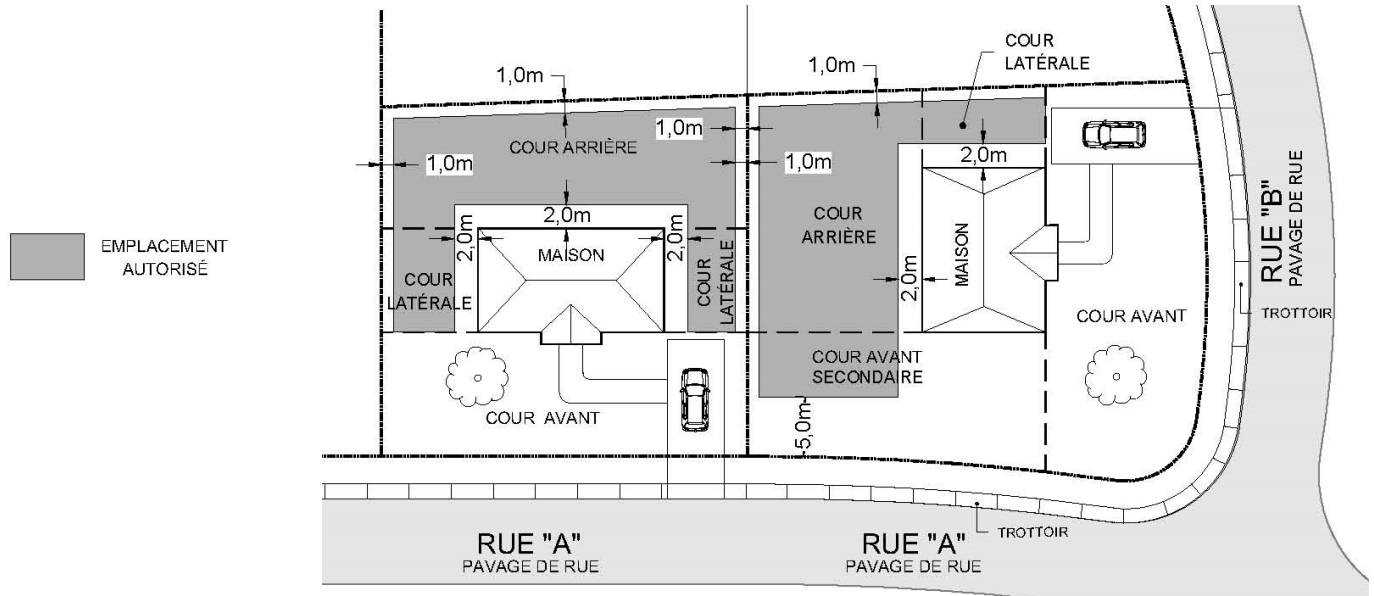 COUR
LATÉRALE
1,0m
1,0m
1,0m
COUR ARRIÈRE
1,0m
1,0m
2,0m
2,0m
COUR
ARRIÈRE
EMPLACEMENT
AUTORISÉ
2,0m
2,0m
MAISON
COUR
LATÉRALE
COUR
LATÉRALE
2,0m
MAISON
RUE "B"
PAVAGE DE RUE
TROTTOIR
COUR AVANT
COUR AVANT
SECONDAIRE
COUR AVANT
5,0m
TROTTOIR
RUE "A"
PAVAGE DE RUE
RUE "A"
PAVAGE DE RUE